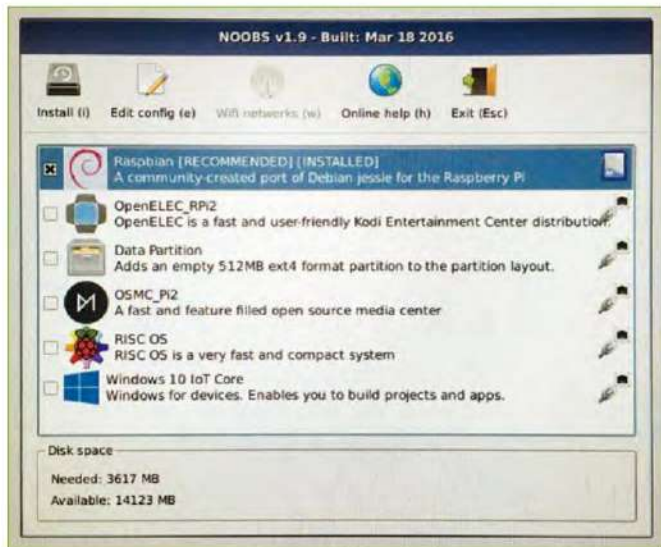 NOOBS v1.9 - Built: Mar 18 2016
Install (i) Edit config (e) Wifi networks (w) Online help (h) Exit (Esc)
Raspbian [RECOMMENDED] [INSTALLED]
A community-created port of Debian jessie for the Raspberry Pi
OpenELEC_RPi2
OpenELEC is a fast and user-friendly Kodi Entertainment Center distribution.
Data Partition
Adds an empty 512MB ext4 format partition to the partition layout.
OSMC_Pi2
A fast and feature filled open source media center
RISC OS
RISC OS is a very fast and compact system
Windows 10 IoT Core
Windows for devices. Enables you to build projects and apps.
Disk space
Needed: 3617 MB
Available: 14123 MB